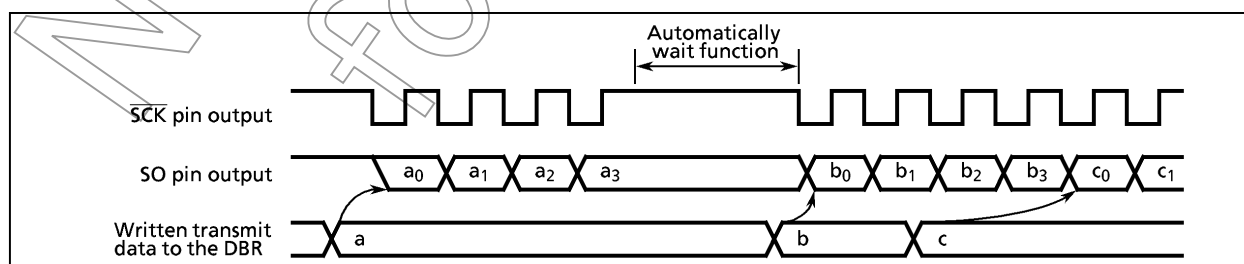 Automatically
wait function
S̅C̅K̅ pin output
SO pin output
a₀ a₁ a₂ a₃ b₀ b₁ b₂ b₃ c₀ c₁
Written transmit
data to the DBR
a b c